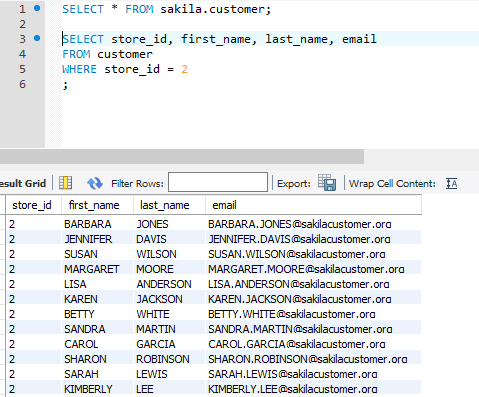 1 SELECT * FROM sakila.customer;
2
3 SELECT store_id, first_name, last_name, email
4 FROM customer
5 WHERE store_id = 2
6 ;
esult Grid Filter Rows: Export: Wrap Cell Content: IA
store_id first_name last_name email
2 BARBARA JONES BARBARA.JONES@sakilacustomer.org
2 JENNIFER DAVIS JENNIFER.DAVIS@sakilacustomer.org
2 SUSAN WILSON SUSAN.WILSON@sakilacustomer.org
2 MARGARET MOORE MARGARET.MOORE@sakilacustomer.org
2 LISA ANDERSON LISA.ANDERSON@sakilacustomer.org
2 KAREN JACKSON KAREN.JACKSON@sakilacustomer.org
2 BETTY WHITE BETTY.WHITE@sakilacustomer.org
2 SANDRA MARTIN SANDRA.MARTIN@sakilacustomer.org
2 CAROL GARCIA CAROL.GARCIA@sakilacustomer.org
2 SHARON ROBINSON SHARON.ROBINSON@sakilacustomer.org
2 SARAH LEWIS SARAH.LEWIS@sakilacustomer.org
2 KIMBERLY LEE KIMBERLY.LEE@sakilacustomer.org